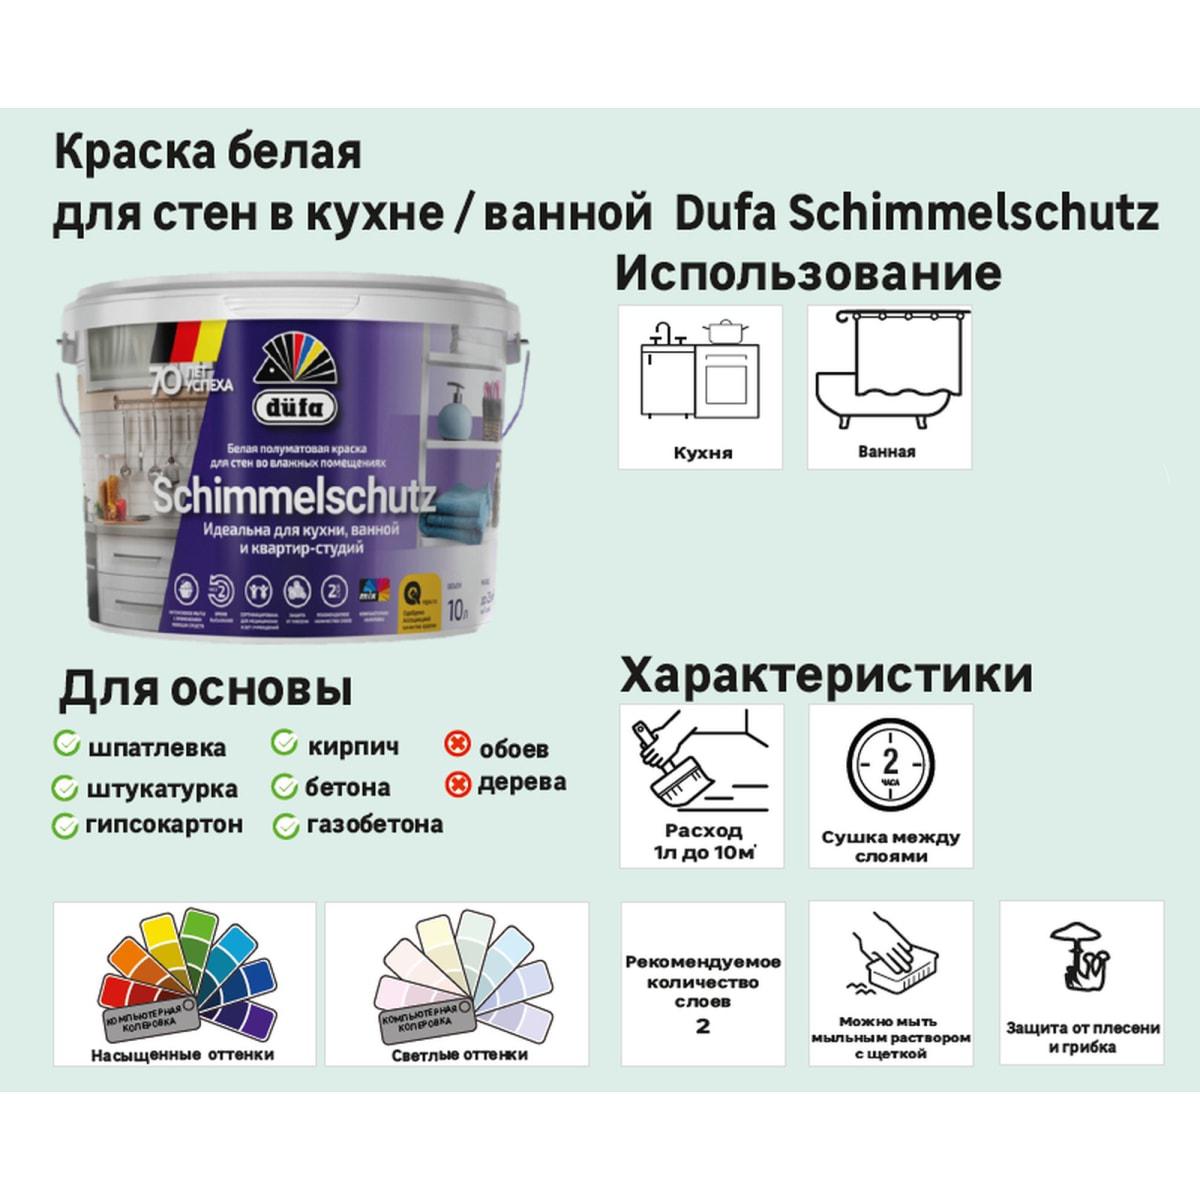 Краска белая
для стен в кухне / ванной Dufa Schimmelschutz
Использование
70 ЛЕТ
УСПЕХА
düfa
Белая полуматовая краска
для стен во влажных помещениях
Schimmelschutz
Идеальна для кухни, ванной
и квартир-студий
mix
10л
Кухня
Ванная
Для основы
шпатлевка
кирпич
обоев
штукатурка
бетона
дерева
гипсокартон
газобетона
Характеристики
Расход
1л до 10м²
2
ЧАСА
Сушка между
слоями
КОМПЬЮТЕРНАЯ
КОЛЕРОВКА
Насыщенные оттенки
КОМПЬЮТЕРНАЯ
КОЛЕРОВКА
Светлые оттенки
Рекомендуемое
количество
слоев
2
Можно мыть
мыльным раствором
с щеткой
Защита от плесени
и грибка